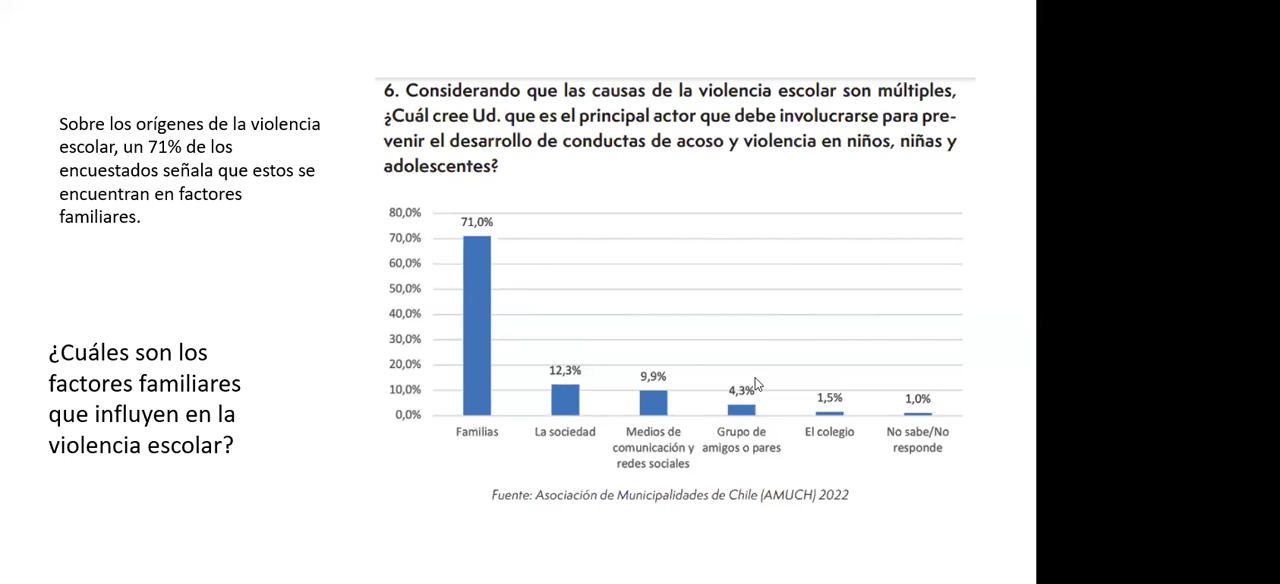 Sobre los orígenes de la violencia
escolar, un 71% de los
encuestados señala que estos se
encuentran en factores
familiares.
¿Cuáles son los
factores familiares
que influyen en la
violencia escolar?
6. Considerando que las causas de la violencia escolar son múltiples,
¿Cuál cree Ud. que es el principal actor que debe involucrarse para pre-
venir el desarrollo de conductas de acoso y violencia en niños, niñas y
adolescentes?
80,0%
70,0%
60,0%
50,0%
40,0%
30,0%
20,0%
10,0%
0,0%
71,0%
12,3%
9,9%
4,3%
1,5%
1,0%
Familias
La sociedad
Medios de
comunicación y
redes sociales
Grupo de
amigos o pares
El colegio
No sabe/No
responde
Fuente: Asociación de Municipalidades de Chile (AMUCH) 2022